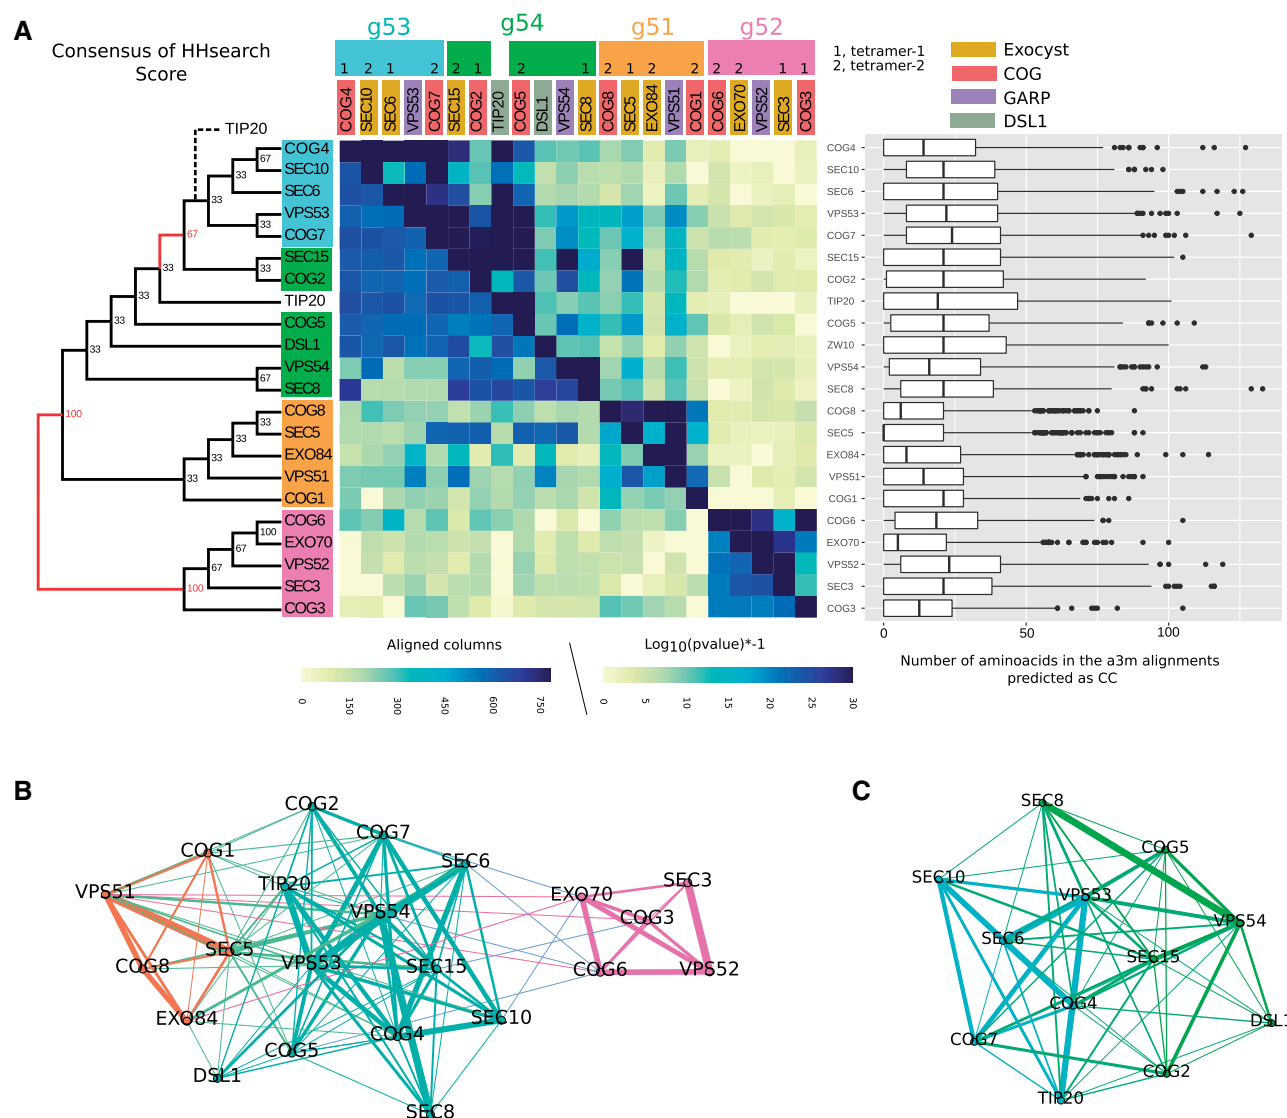 A
Consensus of HHsearch
Score
g53
g54
g51
g52
1 2 1 2 2 1 2 1 2 1 2 2 2 2 1 1
COG4
SEC10
SEC6
VPS53
COG7
SEC15
COG2
TIP20
COG5
DSL1
VPS54
SEC8
COG8
SEC5
EXO84
VPS51
COG1
COG6
EXO70
VPS52
SEC3
COG3
1, tetramer-1
2, tetramer-2
Exocyst
COG
GARP
DSL1
TIP20
COG4
SEC10
SEC6
VPS53
COG7
SEC15
COG2
TIP20
COG5
DSL1
VPS54
SEC8
COG8
SEC5
EXO84
VPS51
COG1
COG6
EXO70
VPS52
SEC3
COG3
67
33
33
33
67
33
33
33
33
33
67
100
33
33
33
33
100
67
67
100
COG4
SEC10
SEC6
VPS53
COG7
SEC15
COG2
TIP20
COG5
ZW10
VPS54
SEC8
COG8
SEC5
EXO84
VPS51
COG1
COG6
EXO70
VPS52
SEC3
COG3
0 50 100
Number of aminoacids in the a3m alignments
predicted as CC
Aligned columns
0 150 300 450 600 750
Log10(pvalue)*-1
0 5 10 15 20 25 30
B
COG2
COG7
COG1
SEC6
VPS51
TIP20
SEC3
EXO70
VPS54
COG3
SEC5
COG8
VPS53
SEC15
COG6
VPS52
EXO84
SEC10
COG4
COG5
DSL1
SEC8
C
SEC8
COG5
SEC10
VPS53
VPS54
SEC6
SEC15
COG4
DSL1
COG7
COG2
TIP20